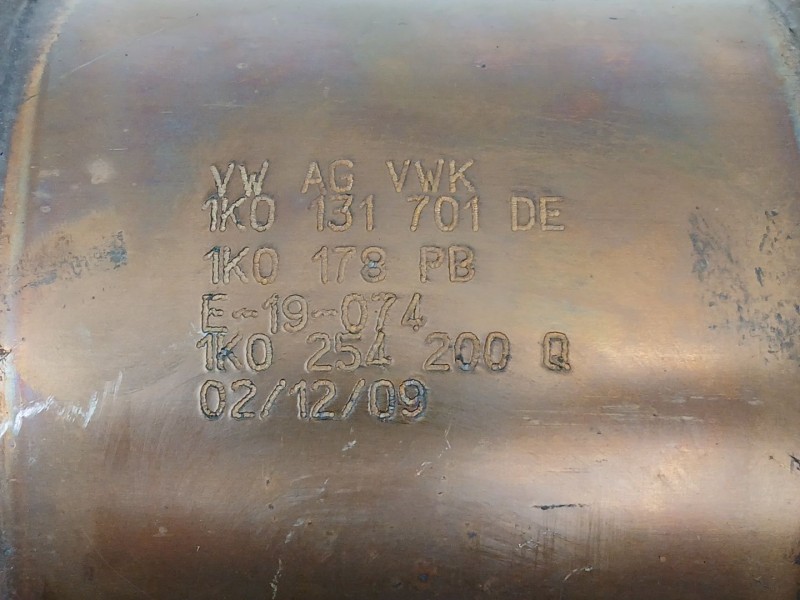 VW AG VWK
1K0 131 701 DE
1K0 178 PB
E-19-074
1K0 254 200 Q
02/12/09